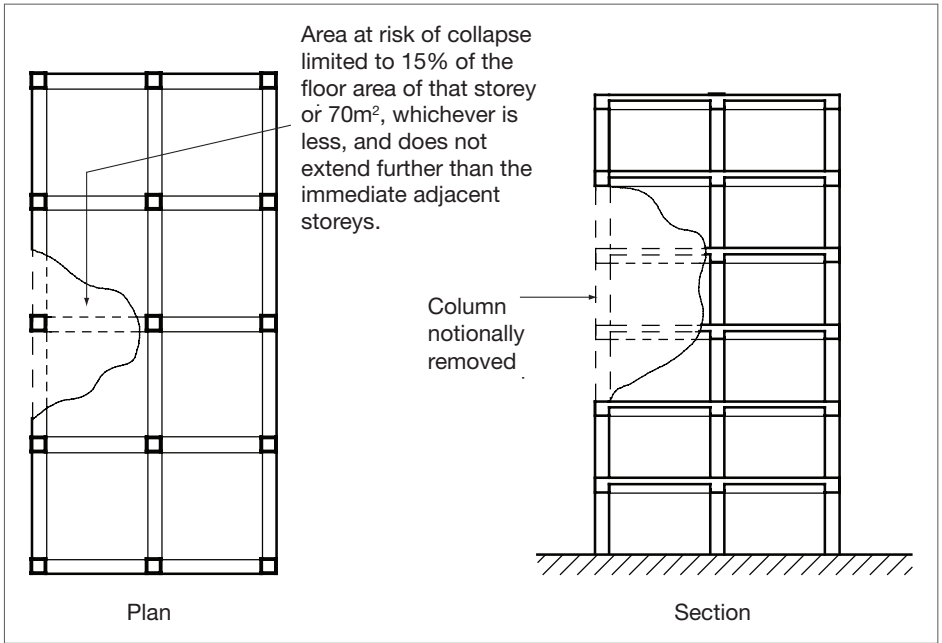 Area at risk of collapse
limited to 15% of the
floor area of that storey
or 70m², whichever is
less, and does not
extend further than the
immediate adjacent
storeys.
Column
notionally
removed
Plan
Section